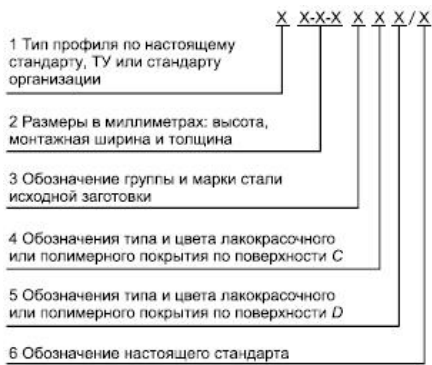 X X-X-X X X X/X
1 Тип профиля по настоящему
стандарту, ТУ или стандарту
организации
2 Размеры в миллиметрах: высота,
монтажная ширина и толщина
3 Обозначение группы и марки стали
исходной заготовки
4 Обозначения типа и цвета лакокрасочного
или полимерного покрытия по поверхности C
5 Обозначения типа и цвета лакокрасочного
или полимерного покрытия по поверхности D
6 Обозначение настоящего стандарта